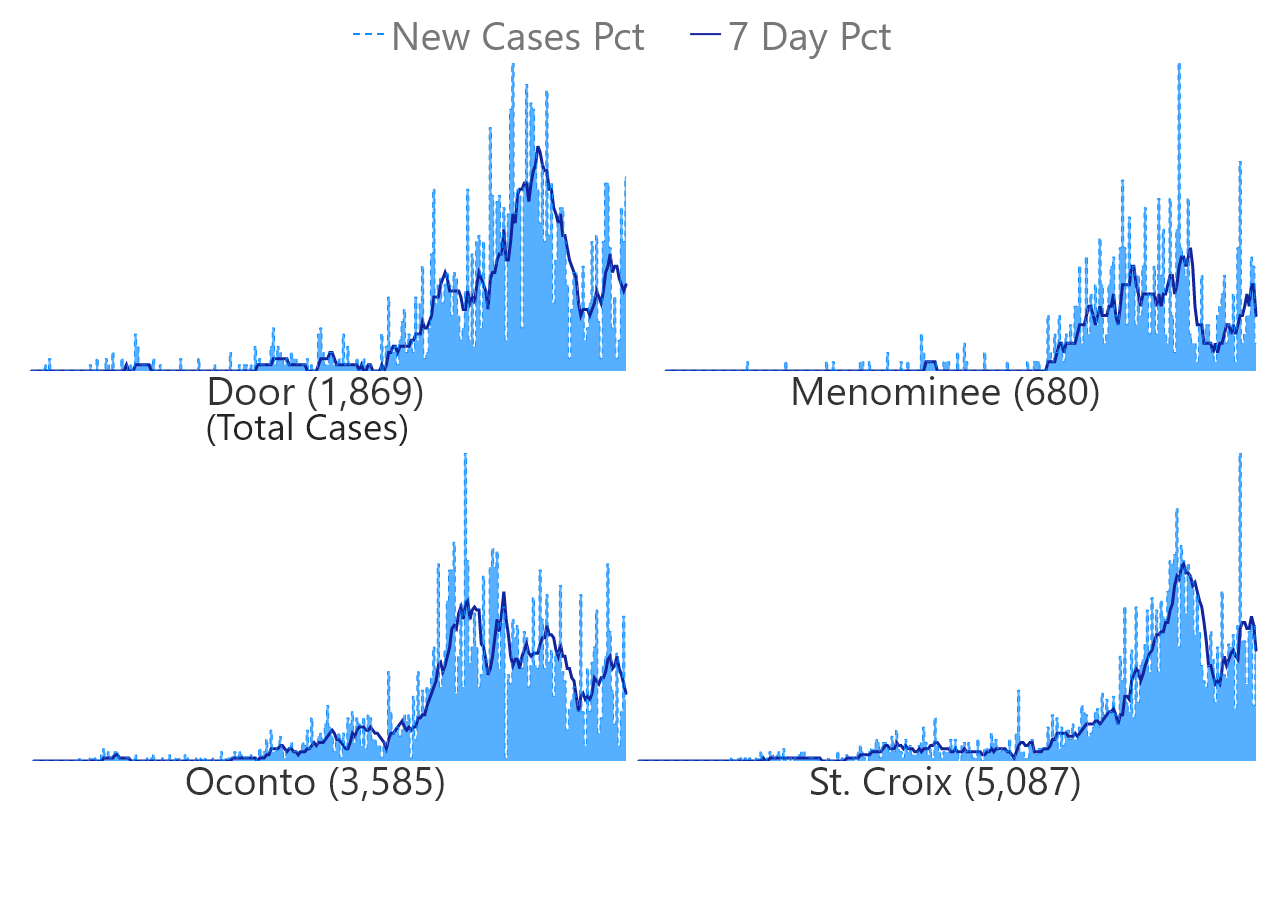 New Cases Pct 7 Day Pct
Door (1,869) Menominee (680)
(Total Cases)
Oconto (3,585) St. Croix (5,087)